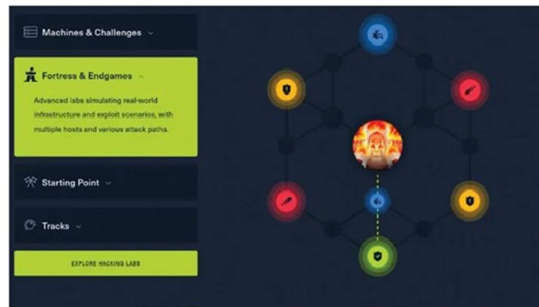 Machines & Challenges
Fortress & Endgames
Advanced labs simulating real-world
infrastructure and exploit scenarios, with
multiple hosts and various attack paths.
Starting Point
Tracks
EXPLORE HACKING LABS